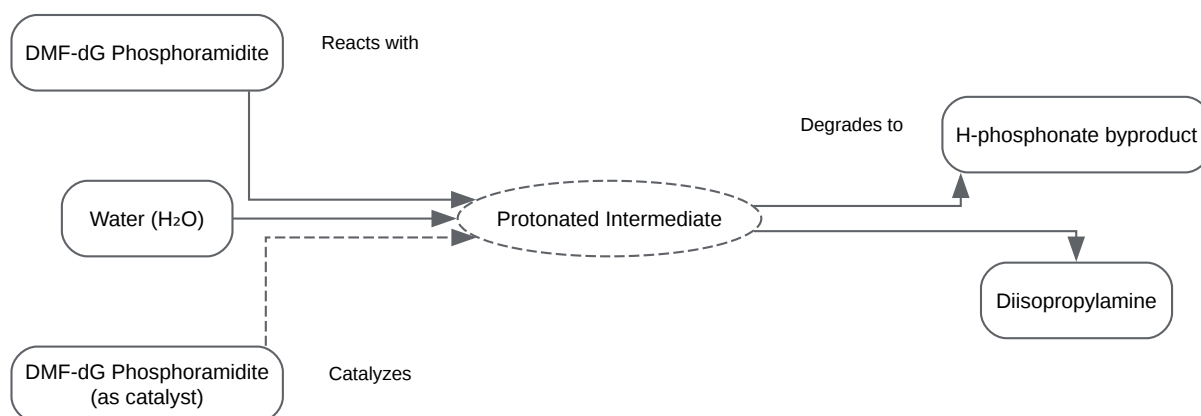 DMF-dG Phosphoramidite
Reacts with
Degrades to
H-phosphonate byproduct
Water (H₂O)
Protonated Intermediate
Diisopropylamine
DMF-dG Phosphoramidite
(as catalyst)
Catalyzes